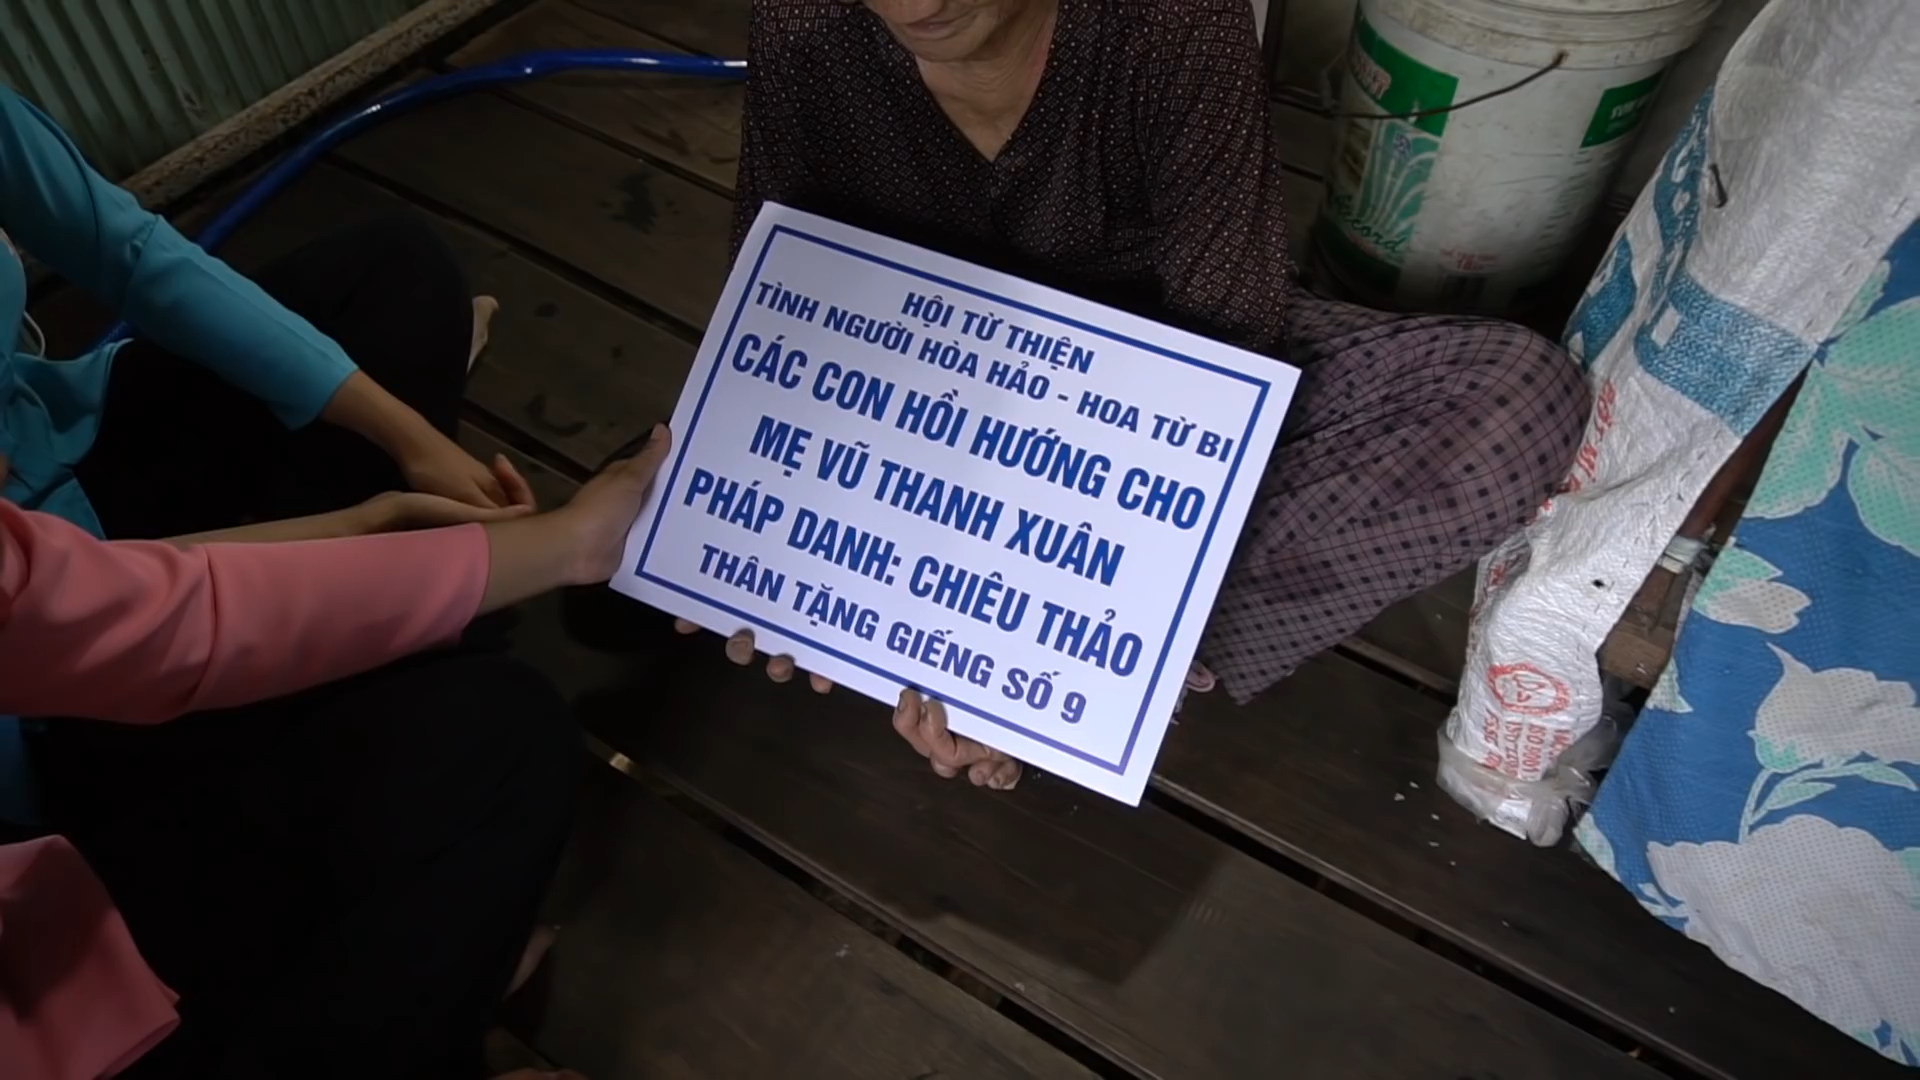 HỘI TỪ THIỆN
TÌNH NGƯỜI HÒA HẢO - HOA TỪ BI
CÁC CON HỒI HƯỚNG CHO
MẸ VŨ THANH XUÂN
PHÁP DANH: CHIÊU THẢO
THÂN TẶNG GIẾNG SỐ 9